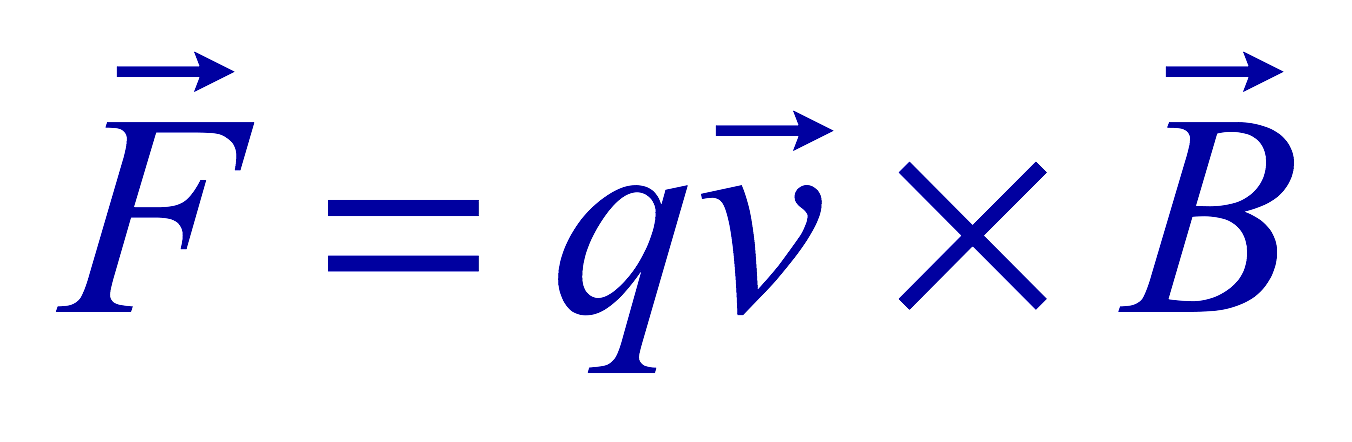 F⃗ = qv⃗ × B⃗